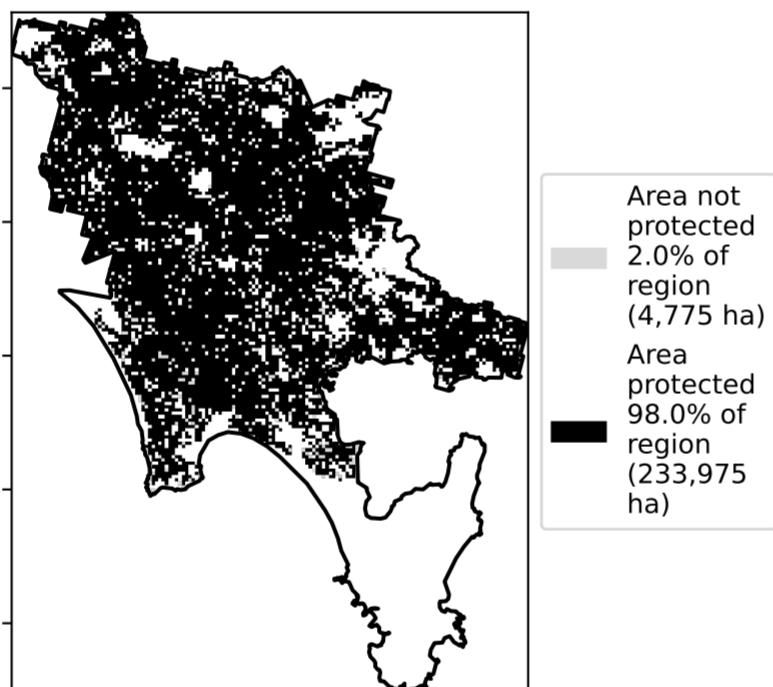 Area not
protected
2.0% of
region
(4,775 ha)
Area
protected
98.0% of
region
(233,975
ha)